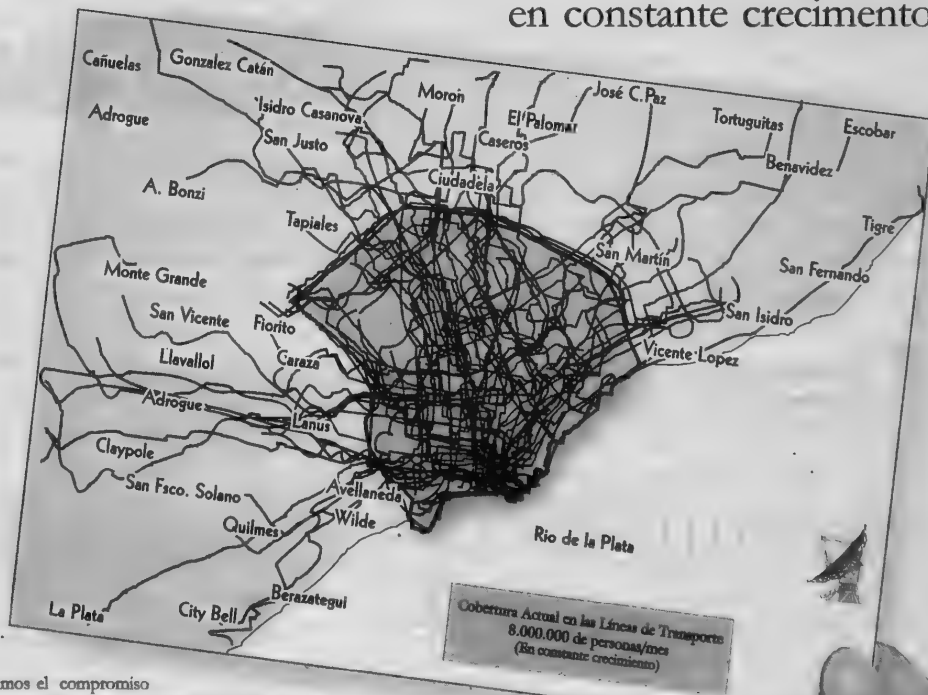 en constante crecimento
Cañuelas
Gonzalez Catán
Moron
José C. Paz
Adrogue
Isidro Casanova
El Palomar
Tortuguitas
Escobar
San Justo
Caseros
Benavidez
A. Bonzi
Ciudadela
Tapiales
Tigre
San Martín
San Fernando
Monte Grande
San Vicente
Fiorito
San Isidro
Llavallol
Caraza
Vicente Lopez
Adrogue
Lanus
Claypole
San Fsco. Solano
Avellaneda
Quilmes
Wilde
Rio de la Plata
Berazategui
La Plata
City Bell
Cobertura Actual en las Líneas de Transporte
8.000.000 de personas/mes
(En constante crecimiento)
mos el compromiso